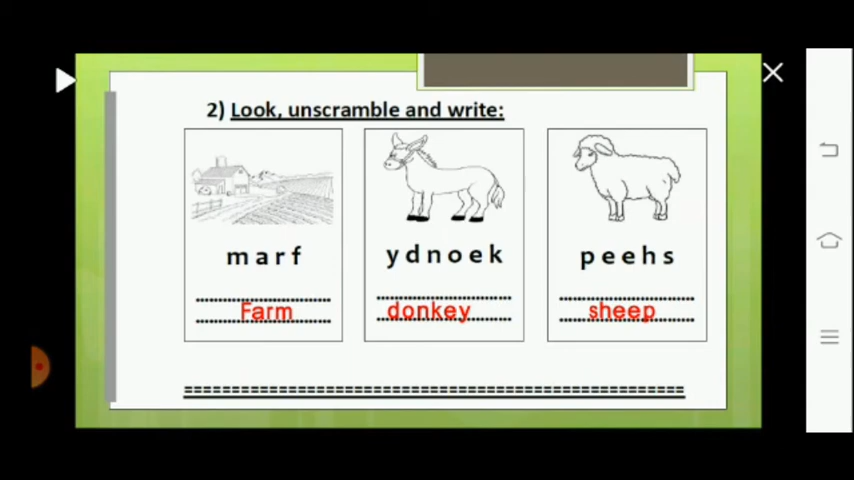 2) Look, unscramble and write:
m a r f
y d n o e k
p e e h s
Farm
donkey
sheep